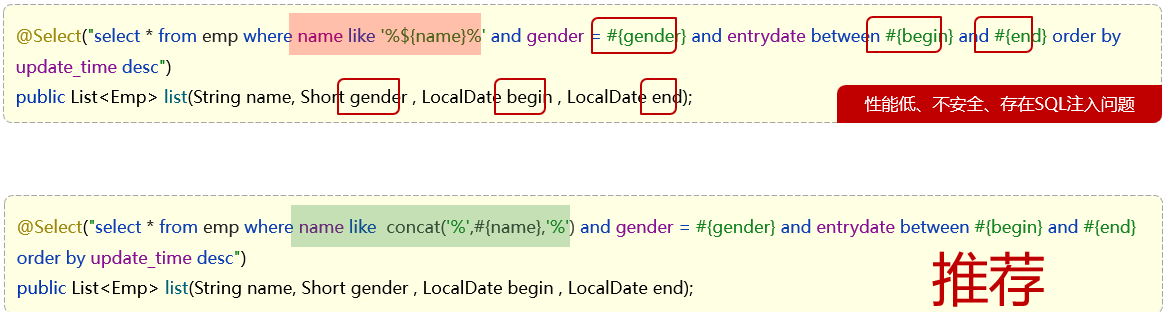 @Select("select * from emp where name like '%${name}%' and gender = #{gender} and entrydate between #{begin} and #{end} order by
update_time desc")
public List<Emp> list(String name, Short gender , LocalDate begin , LocalDate end);
性能低、不安全、存在SQL注入问题
@Select("select * from emp where name like  concat('%',#{name},'%') and gender = #{gender} and entrydate between #{begin} and #{end}
order by update_time desc")
public List<Emp> list(String name, Short gender , LocalDate begin , LocalDate end);
推荐